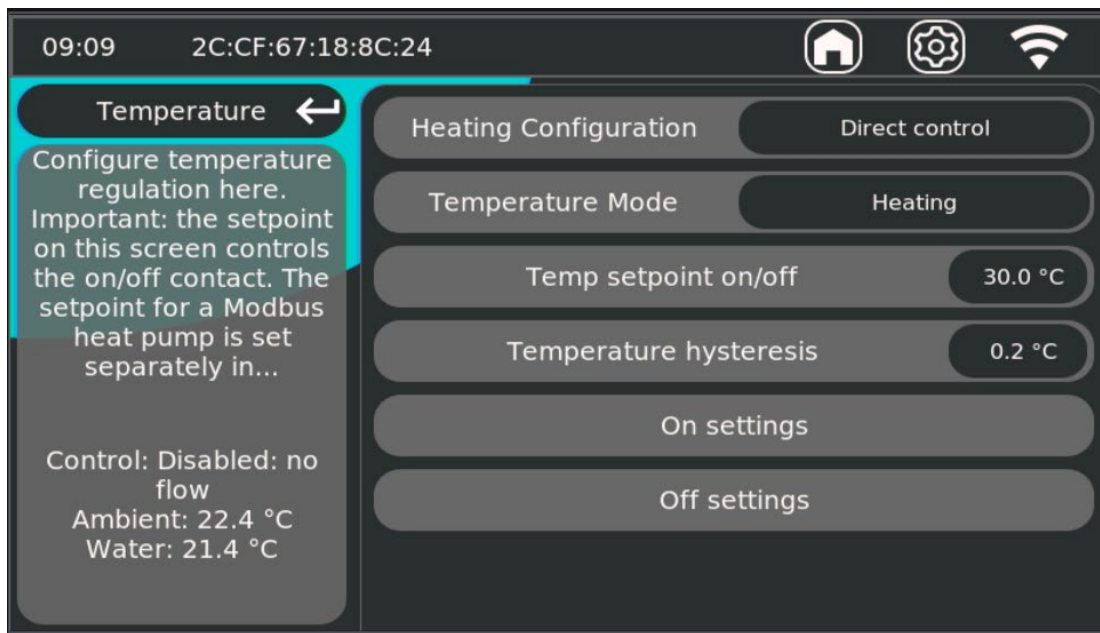 09:09 2C:CF:67:18:8C:24
Temperature
Configure temperature
regulation here.
Important: the setpoint
on this screen controls
the on/off contact. The
setpoint for a Modbus
heat pump is set
separately in...
Control: Disabled: no
flow
Ambient: 22.4 °C
Water: 21.4 °C
Heating Configuration Direct control
Temperature Mode Heating
Temp setpoint on/off 30.0 °C
Temperature hysteresis 0.2 °C
On settings
Off settings